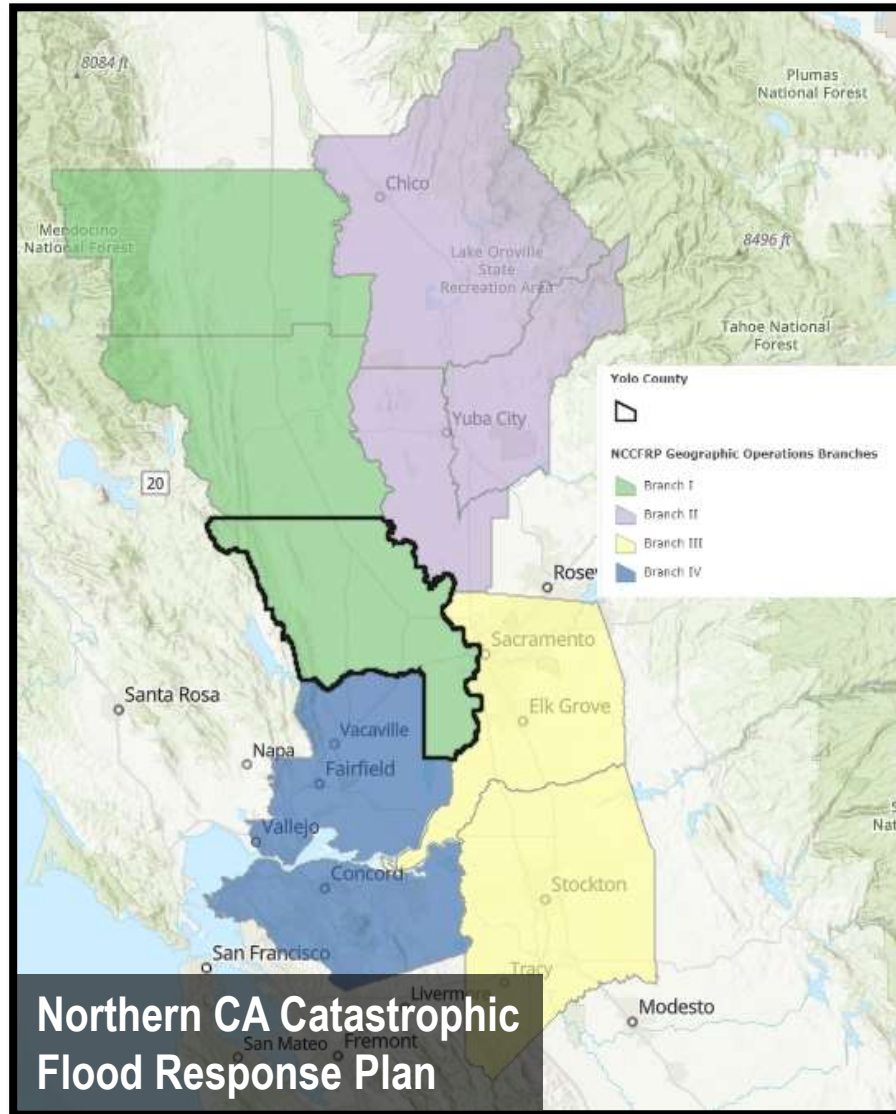 8084 ft
Plumas
National Forest
Chico
Mendocino
National Forest
8496 ft
Lake Oroville
State
Recreation Area
Tahoe National
Forest
Yolo County
Yuba City
NCCFRP Geographic Operations Branches
20
Branch I
Branch II
Branch III
Branch IV
Rosev
Sacramento
Santa Rosa
Elk Grove
Vacaville
Napa
Fairfield
Vallejo
Concord
Stockton
San Francisco
Tracy
Livermore
Modesto
Northern CA Catastrophic
Flood Response Plan
San Mateo
Fremont